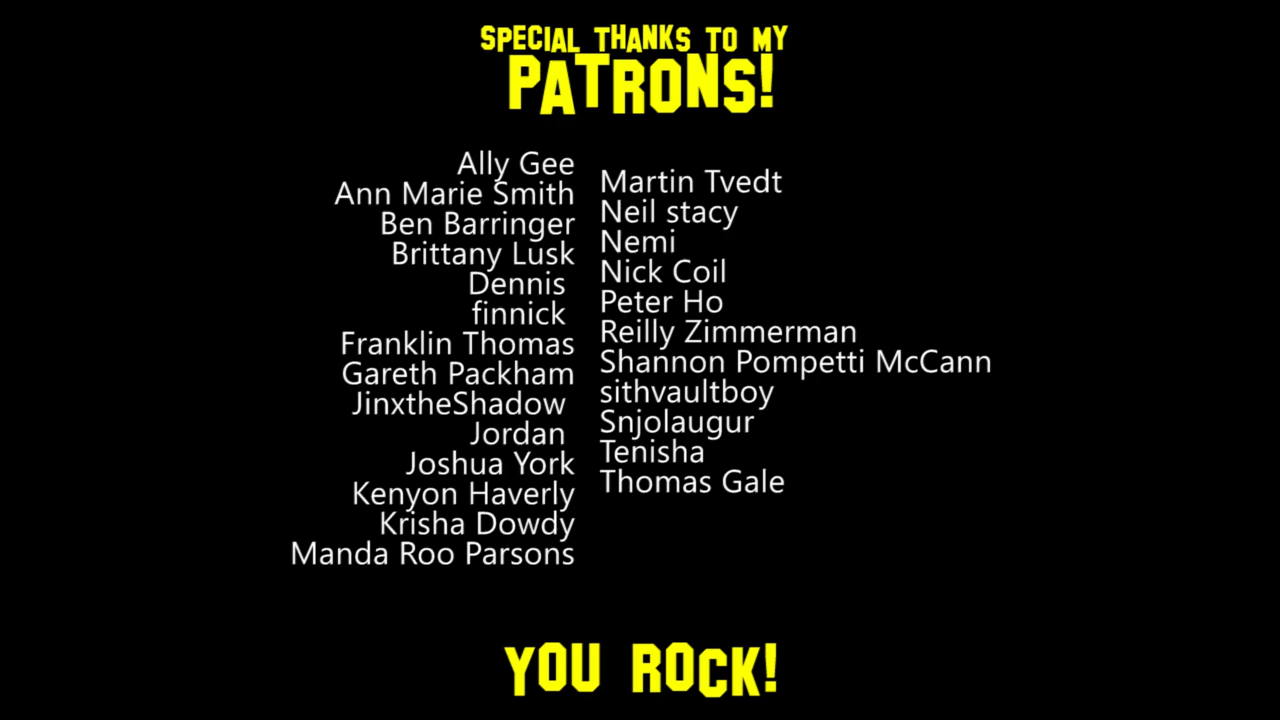 SPECIAL THANKS TO MY
PATRONS!
Ally Gee
Ann Marie Smith
Ben Barringer
Brittany Lusk
Dennis
finnick
Franklin Thomas
Gareth Packham
JinxtheShadow
Jordan
Joshua York
Kenyon Haverly
Krisha Dowdy
Manda Roo Parsons
Martin Tvedt
Neil stacy
Nemi
Nick Coil
Peter Ho
Reilly Zimmerman
Shannon Pompetti McCann
sithvaultboy
Snjolaugur
Tenisha
Thomas Gale
YOU ROCK!